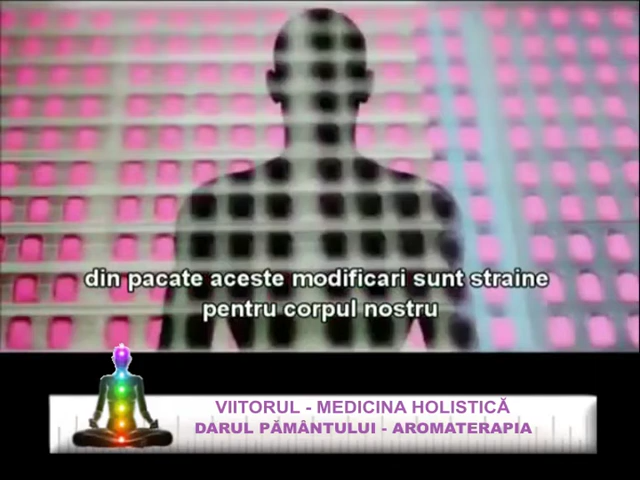 din pacate aceste modificari sunt straine
pentru corpul nostru
VIITORUL - MEDICINA HOLISTICĂ
DARUL PĂMÂNTULUI - AROMATERAPIA